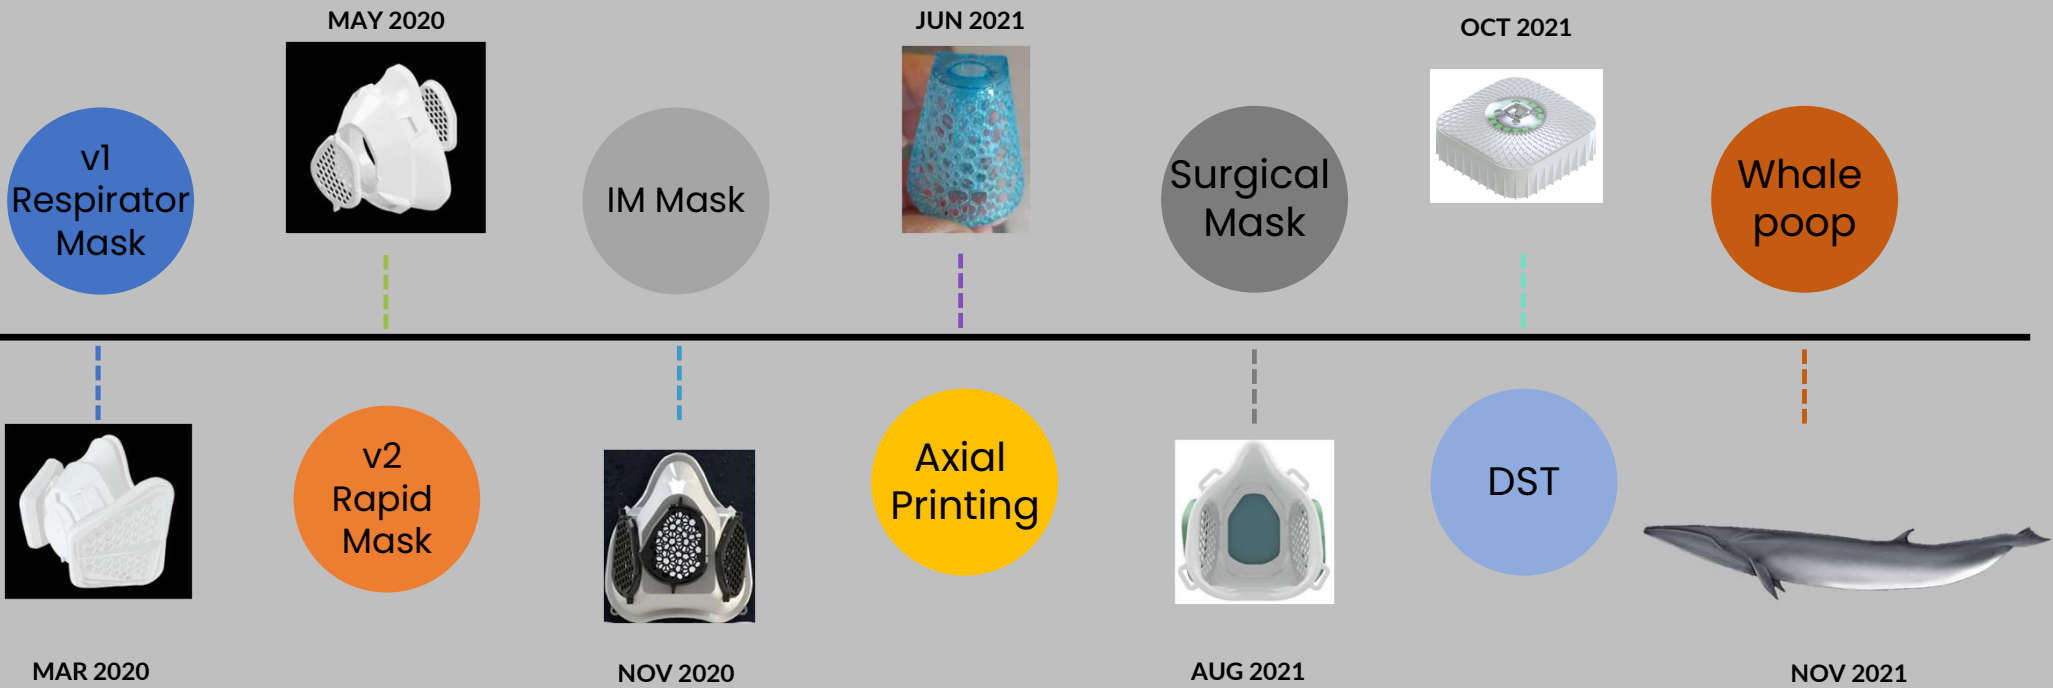 MAY 2020
JUN 2021
OCT 2021
v1
Respirator
Mask
IM Mask
Surgical
Mask
Whale
poop
v2
Rapid
Mask
Axial
Printing
DST
MAR 2020
NOV 2020
AUG 2021
NOV 2021